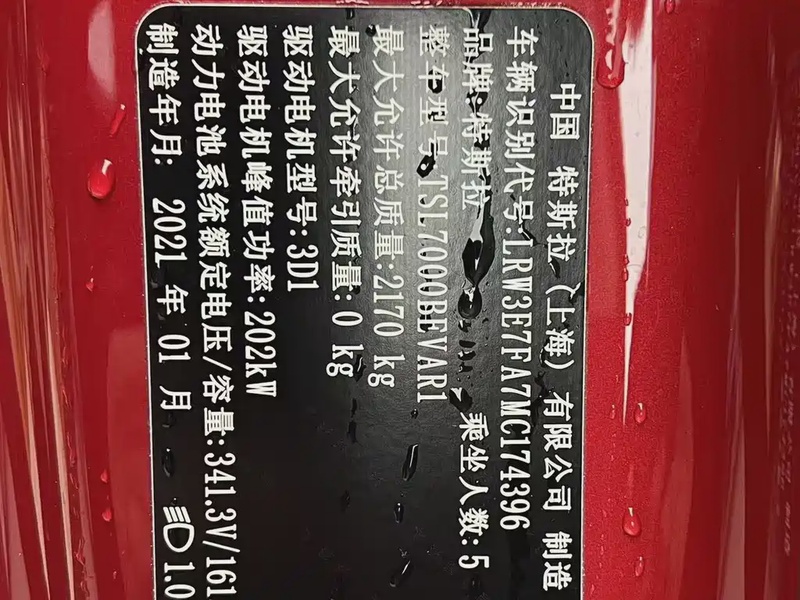 中国 特斯拉（上海）有限公司 制造
车辆识别代号:LRW3E7FA7MC174396
品牌:特斯拉 乘坐人数:5
整车型号:TSL7000BEVAR1
最大允许总质量:2170 kg
最大允许牵引质量:0 kg
驱动电机型号:3D1
驱动电机峰值功率:202kW
动力电池系统额定电压/容量:341.3V/161
制造年月: 2021 年 01 月 1.0